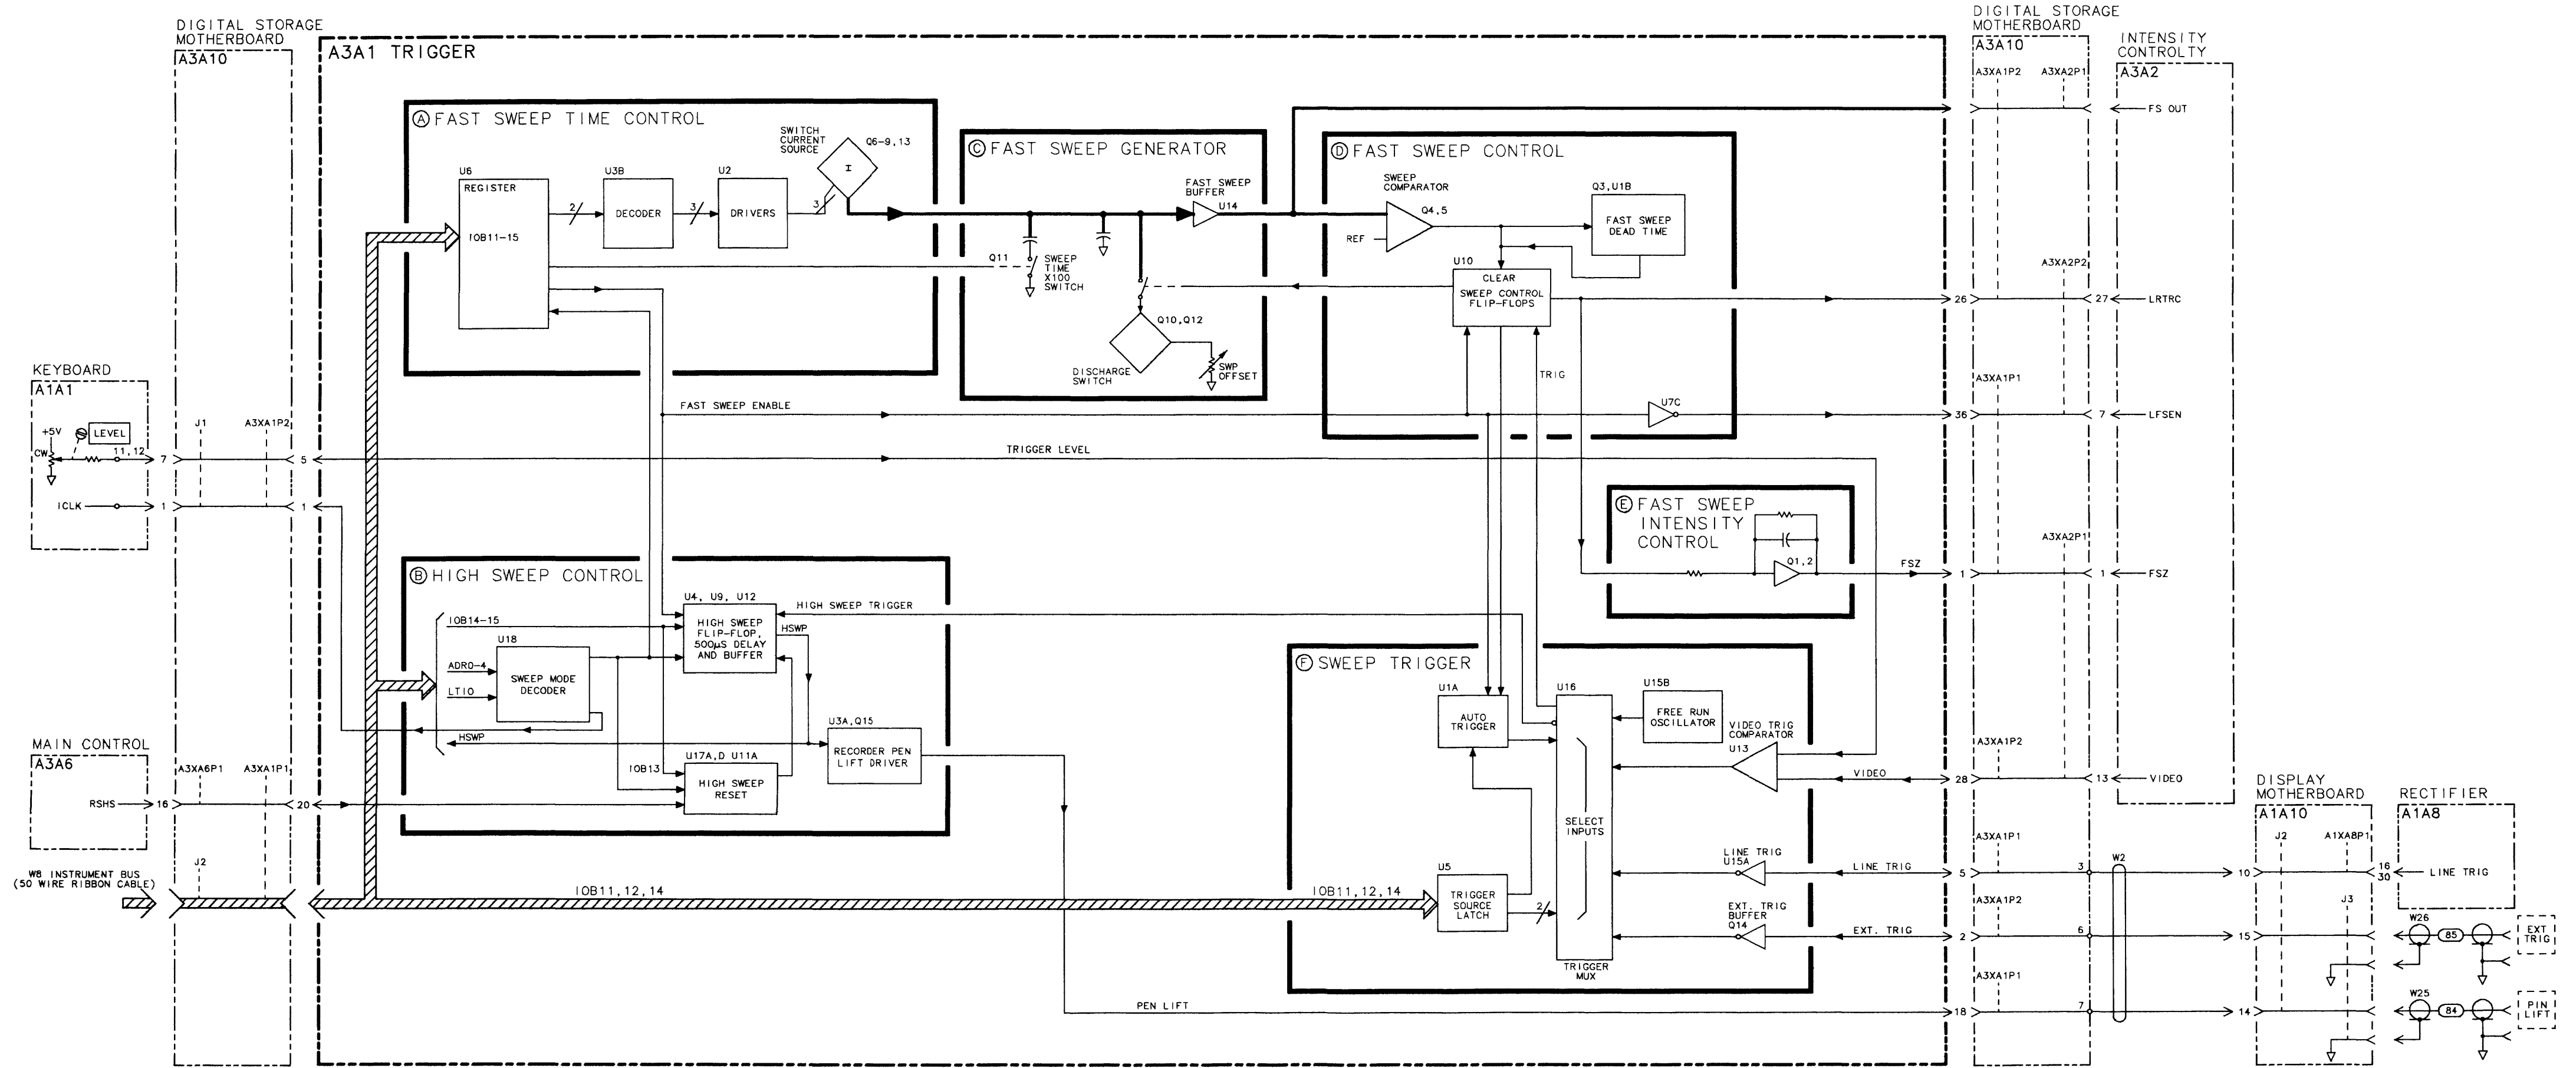 DIGITAL STORAGE
MOTHERBOARD
A3A10
A3A1 TRIGGER
DIGITAL STORAGE
MOTHERBOARD
A3A10
INTENSITY
CONTROLTY
A3A2
A3XA1P2
A3XA2P1
FS OUT
A FAST SWEEP TIME CONTROL
SWITCH
CURRENT
SOURCE
Q6-9,13
I
U6
REGISTER
IOB11-15
2
U3B
DECODER
3
U2
DRIVERS
3
C FAST SWEEP GENERATOR
FAST SWEEP
BUFFER
U14
Q11
SWEEP
TIME
X100
SWITCH
Q10,Q12
DISCHARGE
SWITCH
SWP
OFFSET
D FAST SWEEP CONTROL
SWEEP
COMPARATOR
Q4,5
REF
Q3,U1B
FAST SWEEP
DEAD TIME
U10
CLEAR
SWEEP CONTROL
FLIP-FLOPS
TRIG
U7C
A3XA2P2
26
27
LRTRC
A3XA1P1
36
7
LFSEN
KEYBOARD
A1A1
+5V
LEVEL
CW
11,12
7
J1
A3XA1P2
5
ICLK
1
1
FAST SWEEP ENABLE
TRIGGER LEVEL
E FAST SWEEP
INTENSITY
CONTROL
Q1,2
FSZ
A3XA2P1
1
1
FSZ
B HIGH SWEEP CONTROL
IOB14-15
U18
ADR0-4
LTIO
SWEEP MODE
DECODER
HSWP
U4, U9, U12
HIGH SWEEP
FLIP-FLOP,
500µS DELAY
AND BUFFER
HIGH SWEEP TRIGGER
HSWP
U3A,Q15
RECORDER PEN
LIFT DRIVER
U17A,D U11A
IOB13
HIGH SWEEP
RESET
MAIN CONTROL
A3A6
RSHS
16
A3XA6P1
A3XA1P1
20
J2
W8 INSTRUMENT BUS
(50 WIRE RIBBON CABLE)
IOB11,12,14
IOB11,12,14
F SWEEP TRIGGER
U1A
AUTO
TRIGGER
U16
SELECT
INPUTS
TRIGGER
MUX
U15B
FREE RUN
OSCILLATOR
VIDEO TRIG
COMPARATOR
U13
VIDEO
U5
TRIGGER
SOURCE
LATCH
2
LINE TRIG
U15A
LINE TRIG
EXT. TRIG
BUFFER
Q14
EXT. TRIG
PEN LIFT
A3XA1P2
28
13
VIDEO
A3XA1P1
5
3
A3XA1P2
2
6
A3XA1P1
18
7
W2
DISPLAY
MOTHERBOARD
A1A10
J2
A1XA8P1
10
16
30
J3
15
14
RECTIFIER
A1A8
LINE TRIG
W26
85
EXT
TRIG
W25
84
PIN
LIFT